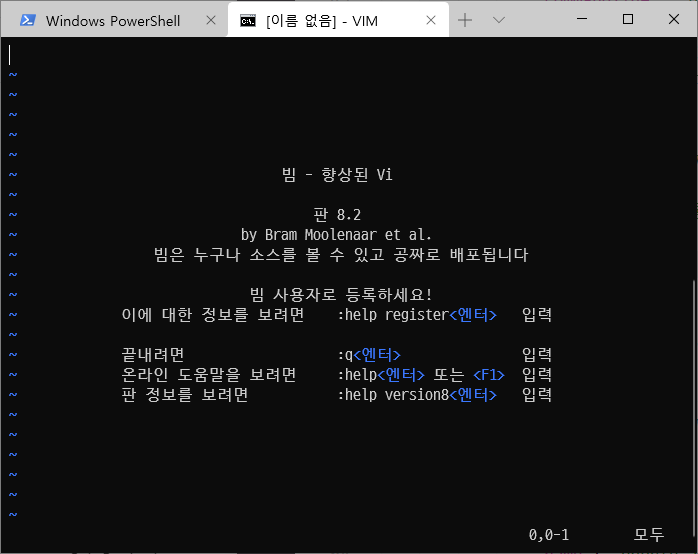 Windows PowerShell
[이름 없음] - VIM
~
~
~
~
~
~ 빔 - 향상된 Vi
~
~ 판 8.2
~ by Bram Moolenaar et al.
~ 빔은 누구나 소스를 볼 수 있고 공짜로 배포됩니다
~
~ 빔 사용자로 등록하세요!
~ 이에 대한 정보를 보려면 :help register<엔터> 입력
~
~ 끝내려면 :q<엔터> 입력
~ 온라인 도움말을 보려면 :help<엔터> 또는 <F1> 입력
~ 판 정보를 보려면 :help version8<엔터> 입력
~
~
~
~
~
~
0,0-1 모두